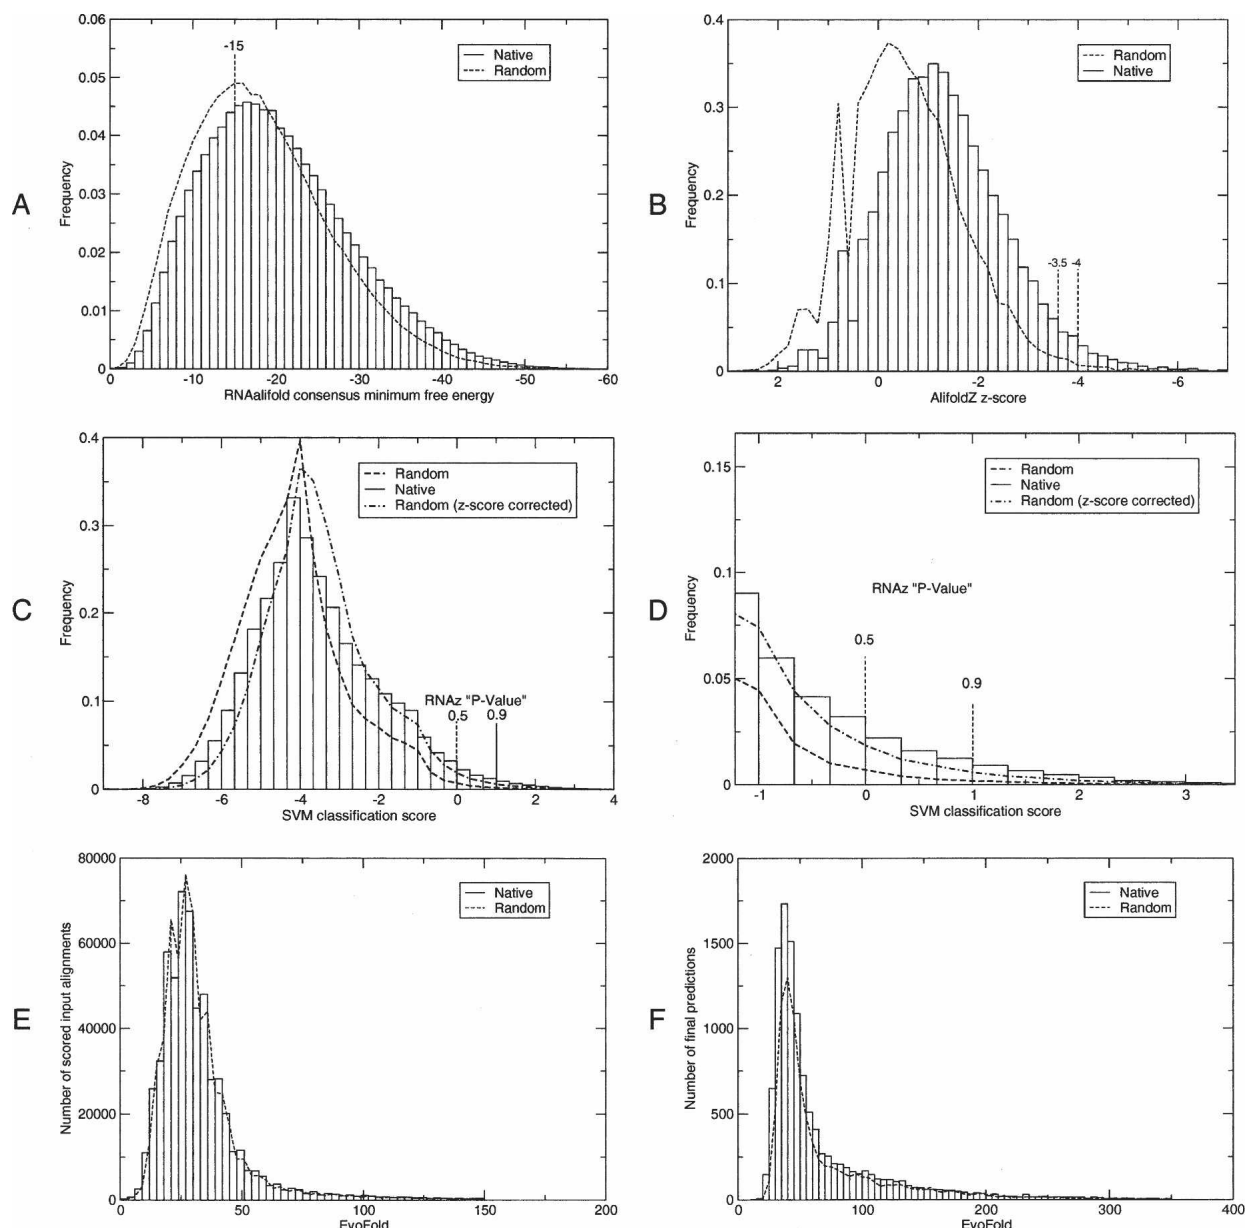 A
0.06
0.05
0.04
0.03
0.02
0.01
0
Frequency
-15
Native
Random
0
-10
-20
-30
-40
-50
-60
RNAalifold consensus minimum free energy
B
0.4
0.3
0.2
0.1
0
Frequency
Random
Native
-3.5
-4
2
0
-2
-4
-6
AlifoldZ z-score
C
0.4
0.3
0.2
0.1
0
Frequency
Random
Native
Random (z-score corrected)
RNAz "P-Value"
0.5
0.9
-8
-6
-4
-2
0
2
4
SVM classification score
D
0.15
0.1
0.05
0
Frequency
Random
Native
Random (z-score corrected)
RNAz "P-Value"
0.5
0.9
-1
0
1
2
3
SVM classification score
E
80000
60000
40000
20000
0
Number of scored input alignments
Native
Random
0
50
100
150
200
EvoFold
F
2000
1750
1500
1250
1000
750
500
250
0
Number of final predictions
Native
Random
0
100
200
300
400
EvoFold